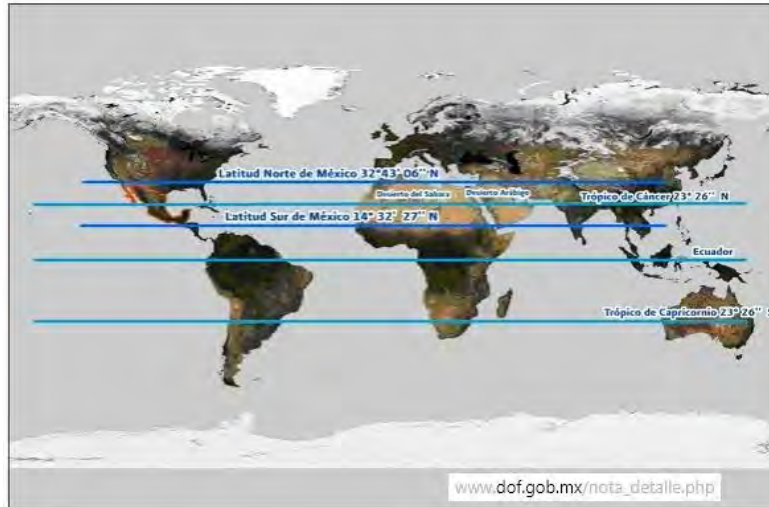 Latitud Norte de México 32°43' 06'' N
Desierto del Sahara
Desierto Arábigo
Trópico de Cáncer 23° 26'' N
Latitud Sur de México 14° 32' 27'' N
Ecuador
Trópico de Capricornio 23° 26'' S
www.dof.gob.mx/nota_detalle.php